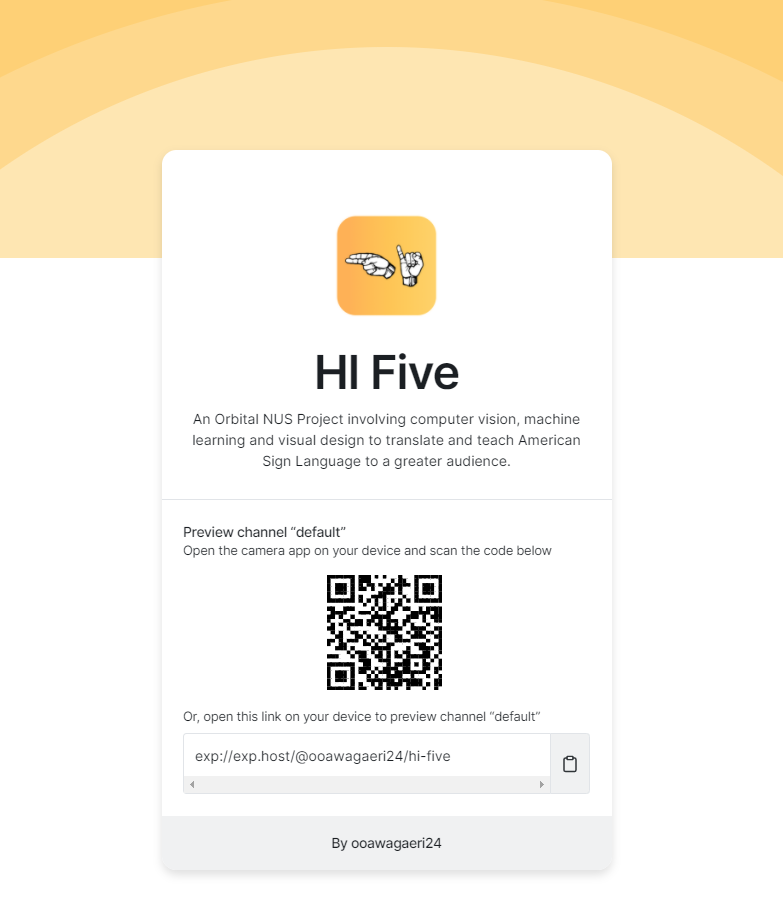 HI Five
An Orbital NUS Project involving computer vision, machine
learning and visual design to translate and teach American
Sign Language to a greater audience.
Preview channel “default”
Open the camera app on your device and scan the code below
Or, open this link on your device to preview channel “default”
exp://exp.host/@ooawagaeri24/hi-five
By ooawagaeri24